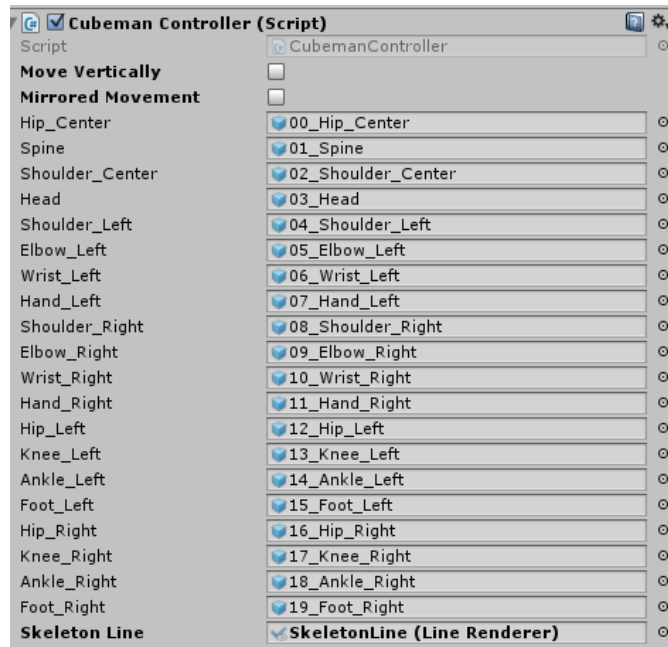 Cubeman Controller (Script)
Script CubemanController
Move Vertically
Mirrored Movement
Hip_Center 00_Hip_Center
Spine 01_Spine
Shoulder_Center 02_Shoulder_Center
Head 03_Head
Shoulder_Left 04_Shoulder_Left
Elbow_Left 05_Elbow_Left
Wrist_Left 06_Wrist_Left
Hand_Left 07_Hand_Left
Shoulder_Right 08_Shoulder_Right
Elbow_Right 09_Elbow_Right
Wrist_Right 10_Wrist_Right
Hand_Right 11_Hand_Right
Hip_Left 12_Hip_Left
Knee_Left 13_Knee_Left
Ankle_Left 14_Ankle_Left
Foot_Left 15_Foot_Left
Hip_Right 16_Hip_Right
Knee_Right 17_Knee_Right
Ankle_Right 18_Ankle_Right
Foot_Right 19_Foot_Right
Skeleton Line SkeletonLine (Line Renderer)